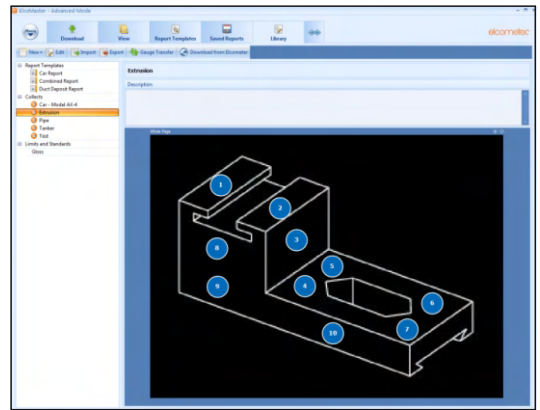 ElcoMaster - Advanced Mode
Download
View
Report Templates
Saved Reports
Library
elcometer
New
Edit
Import
Export
Gauge Transfer
Download from Elcometer
Report Templates
Car Report
Combined Report
Duct Deposit Report
Collects
Car - Model AX-4
Extrusion
Pipe
Tanker
Test
Limits and Standards
Gloss
Extrusion
Description
Whole Page
1
2
3
8
5
4
9
6
7
10